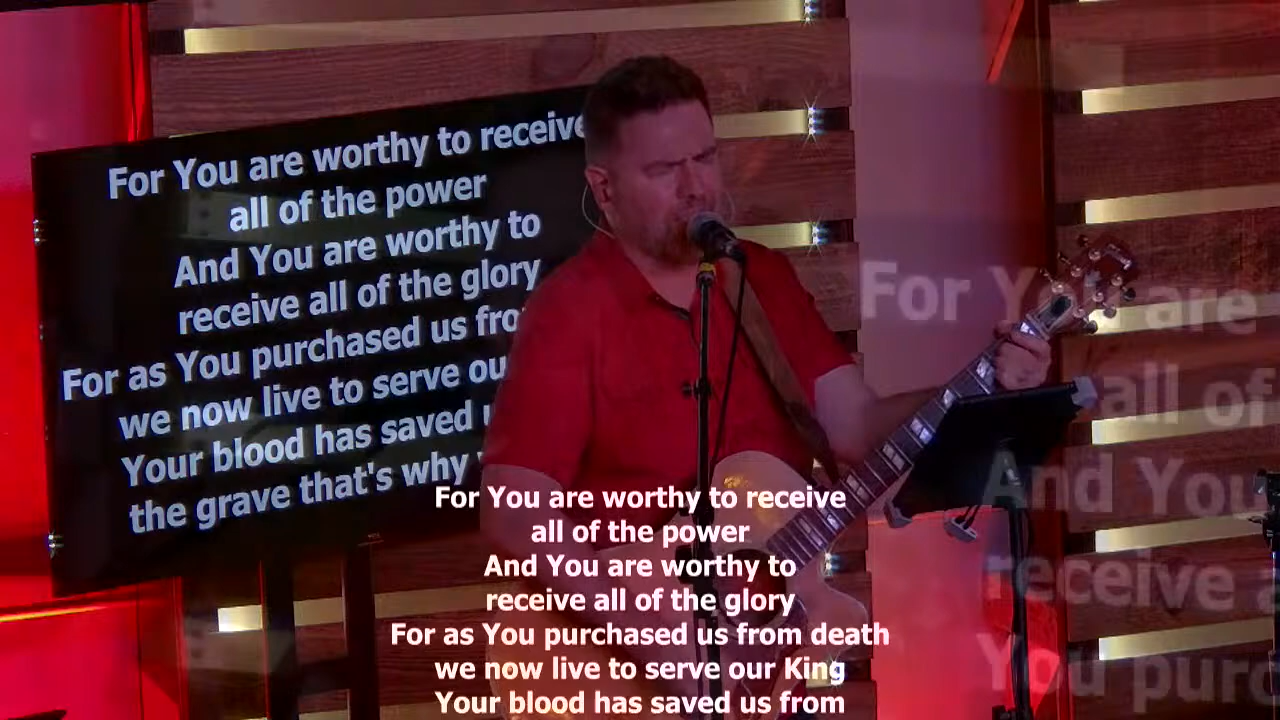 For You are worthy to receive
all of the power
And You are worthy to
receive all of the glory
For as You purchased us
we now live to serve
Your blood has saved
the grave that's why
For You are worthy to receive
all of the power
And You are worthy to
receive all of the glory
For as You purchased us from death
we now live to serve our King
Your blood has saved us from
For You are
all of
And You
receive
You